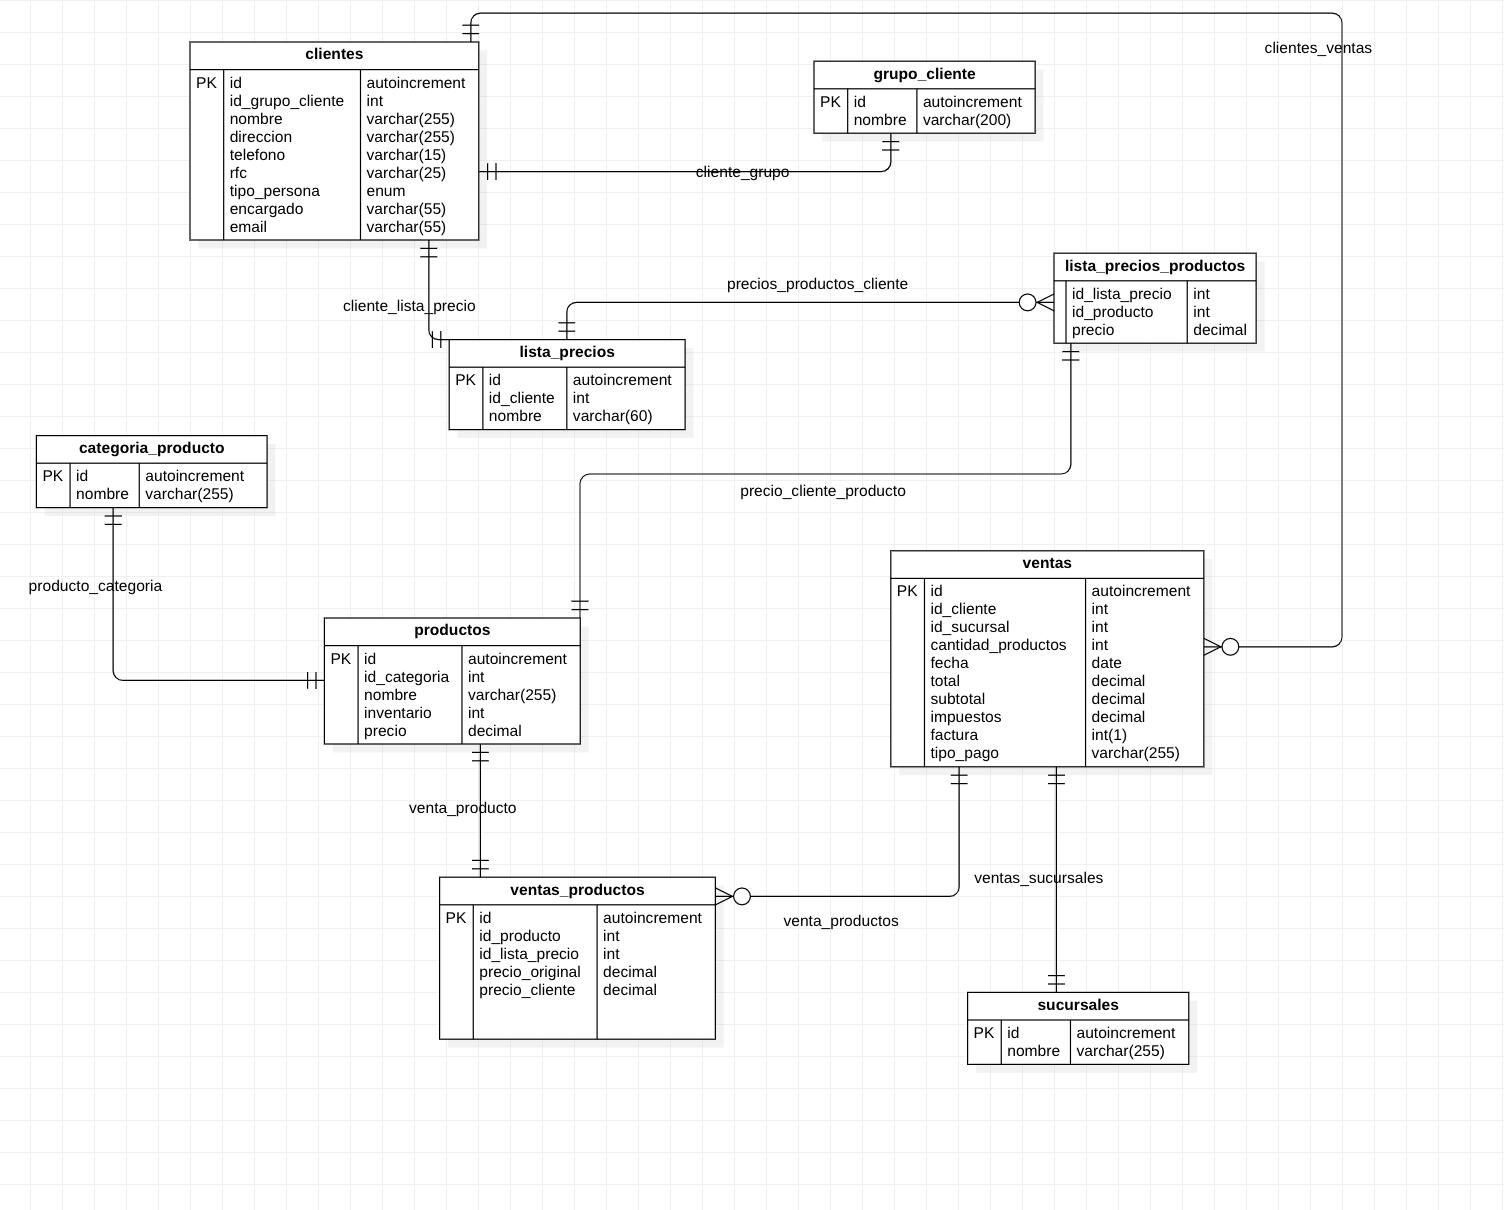 clientes_ventas
clientes
PK id autoincrement
id_grupo_cliente int
nombre varchar(255)
direccion varchar(255)
telefono varchar(15)
rfc varchar(25)
tipo_persona enum
encargado varchar(55)
email varchar(55)
grupo_cliente
PK id autoincrement
nombre varchar(200)
cliente_grupo
lista_precios_productos
id_lista_precio int
id_producto int
precio decimal
precios_productos_cliente
cliente_lista_precio
lista_precios
PK id autoincrement
id_cliente int
nombre varchar(60)
categoria_producto
PK id autoincrement
nombre varchar(255)
precio_cliente_producto
producto_categoria
ventas
PK id autoincrement
id_cliente int
id_sucursal int
cantidad_productos int
fecha date
total decimal
subtotal decimal
impuestos decimal
factura int(1)
tipo_pago varchar(255)
productos
PK id autoincrement
id_categoria int
nombre varchar(255)
inventario int
precio decimal
venta_producto
ventas_sucursales
ventas_productos
PK id autoincrement
id_producto int
id_lista_precio int
precio_original decimal
precio_cliente decimal
venta_productos
sucursales
PK id autoincrement
nombre varchar(255)